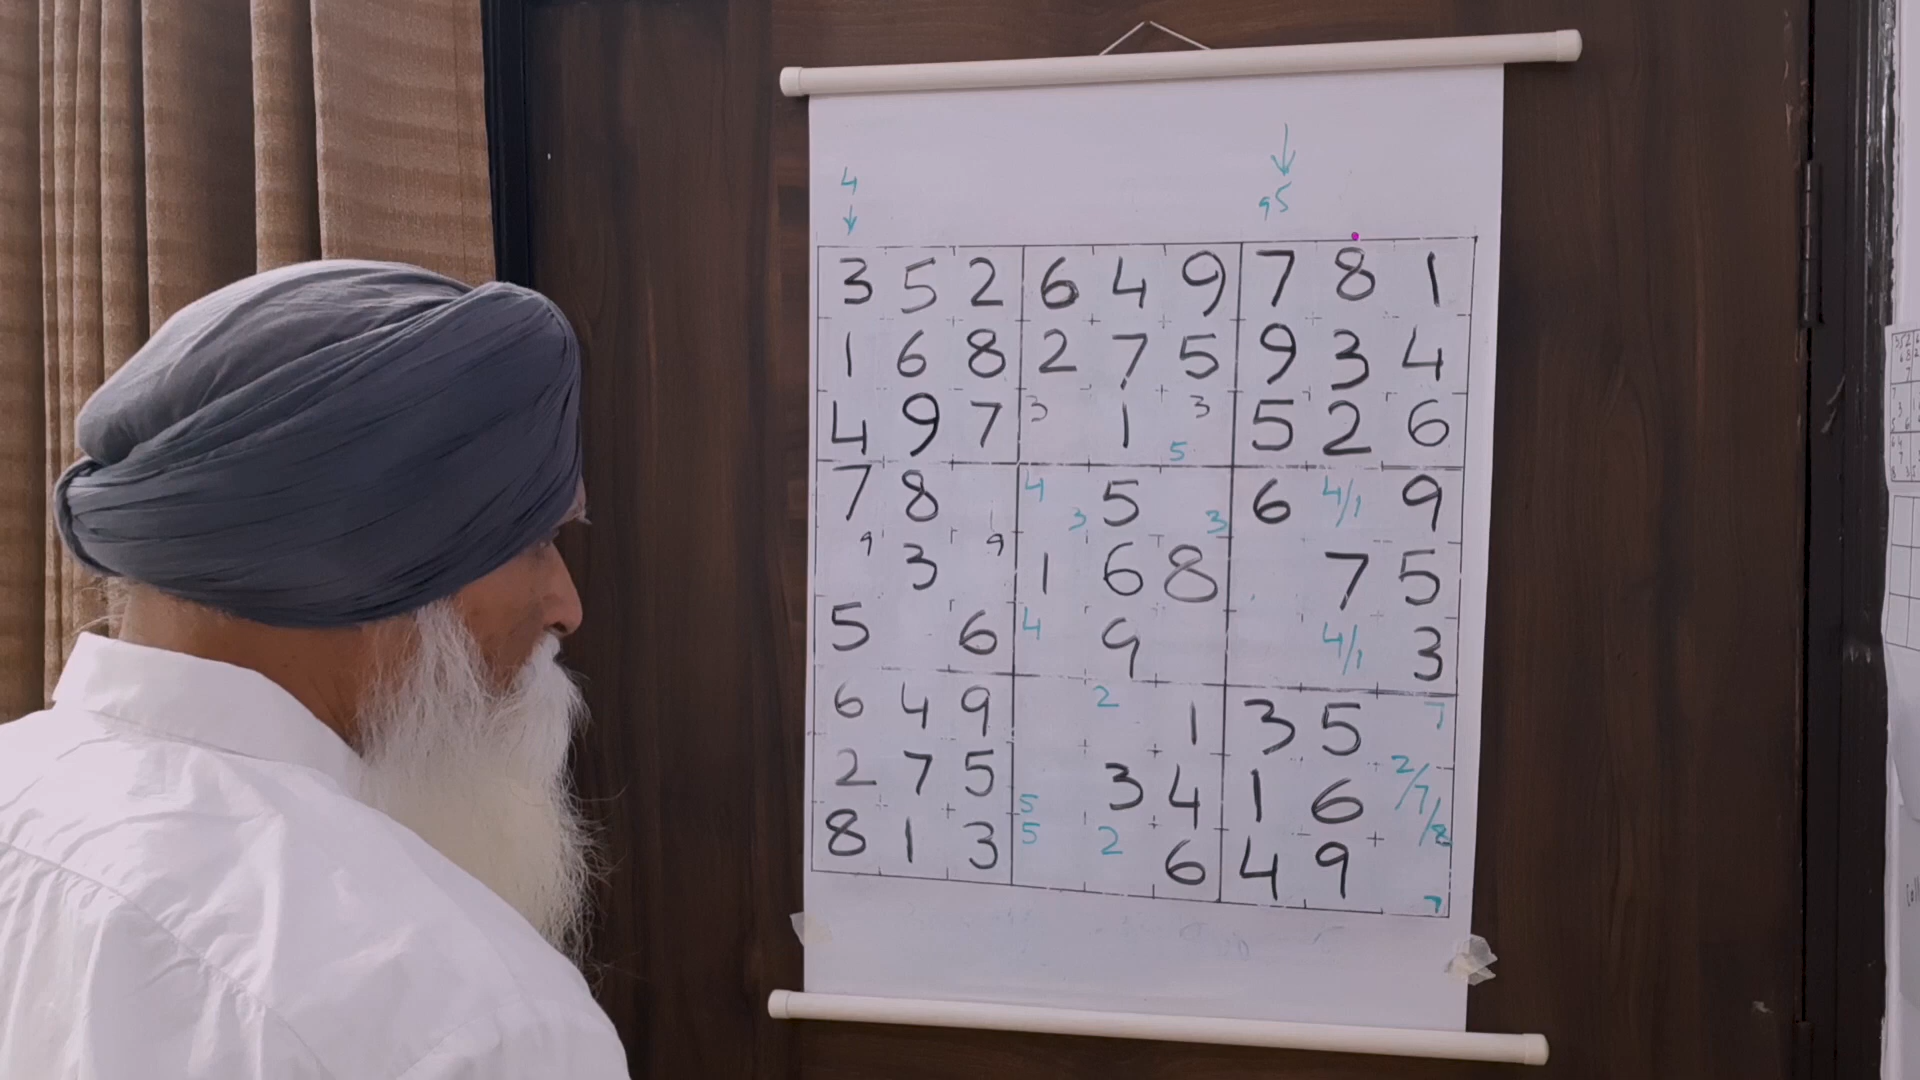 4
95
3 5 2 6 4 9 7 8 1
1 6 8 2 7 5 9 3 4
4 9 7 3 1 3 5 5 2 6
7 8 1 4 3 5 3 6 4/1 9
9 3 9 1 6 8 7 5
5 6 4 9 4/1 3
6 4 9 2 1 3 5 7
2 7 5 5 3 4 1 6 2/7/8
8 1 3 5 2 6 4 9 7